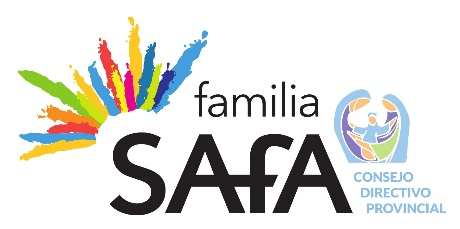 familia
SAfA
CONSEJO
DIRECTIVO
PROVINCIAL